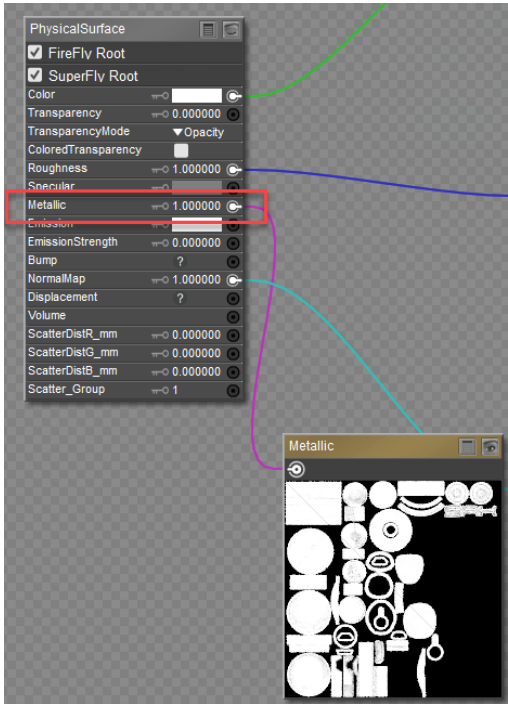 PhysicalSurface
FireFly Root
SuperFly Root
Color
Transparency 0.000000
TransparencyMode ▼Opacity
ColoredTransparency
Roughness 1.000000
Specular
Metallic 1.000000
Emission
EmissionStrength 0.000000
Bump ?
NormalMap 1.000000
Displacement ?
Volume
ScatterDistR_mm 0.000000
ScatterDistG_mm 0.000000
ScatterDistB_mm 0.000000
Scatter_Group 1
Metallic